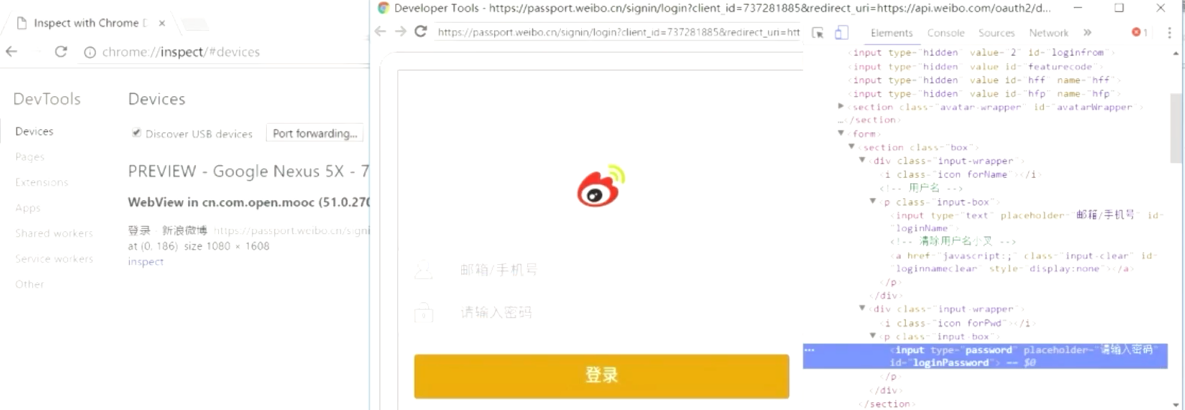 Inspect with Chrome D
chrome://inspect/#devices
DevTools
Devices
Pages
Extensions
Apps
Shared workers
Service workers
Other
Devices
Discover USB devices
Port forwarding...
PREVIEW - Google Nexus 5X - 7
WebView in cn.com.open.mooc (51.0.270
登录 - 新浪微博 https://passport.weibo.cn/signi
at (0, 186) size 1080 × 1608
inspect
Developer Tools - https://passport.weibo.cn/signin/login?client_id=737281885&redirect_uri=https://api.weibo.com/oauth2/d...
https://passport.weibo.cn/signin/login?client_id=737281885&redirect_uri=htt
邮箱/手机号
请输入密码
登录
Elements Console Sources Network » 1
<input type="hidden" value="2" id="loginfrom">
<input type="hidden" value id="featurecode">
<input type="hidden" value id="hff" name="hff">
<input type="hidden" value id="hfp" name="hfp">
<section class="avatar-wrapper" id="avatarWrapper">
…</section>
<form>
<section class="box">
<div class="input-wrapper">
<i class="icon forName"></i>
<!-- 用户名 -->
<p class="input-box">
<input type="text" placeholder="邮箱/手机号" id=
"loginName">
<!-- 清除用户名小叉 -->
<a href="javascript:;" class="input-clear" id=
"loginnameclear" style="display:none"></a>
</p>
</div>
<div class="input-wrapper">
<i class="icon forPwd"></i>
<p class="input-box">
<input type="password" placeholder="请输入密码"
id="loginPassword"> == $0
</p>
</div>
</section>